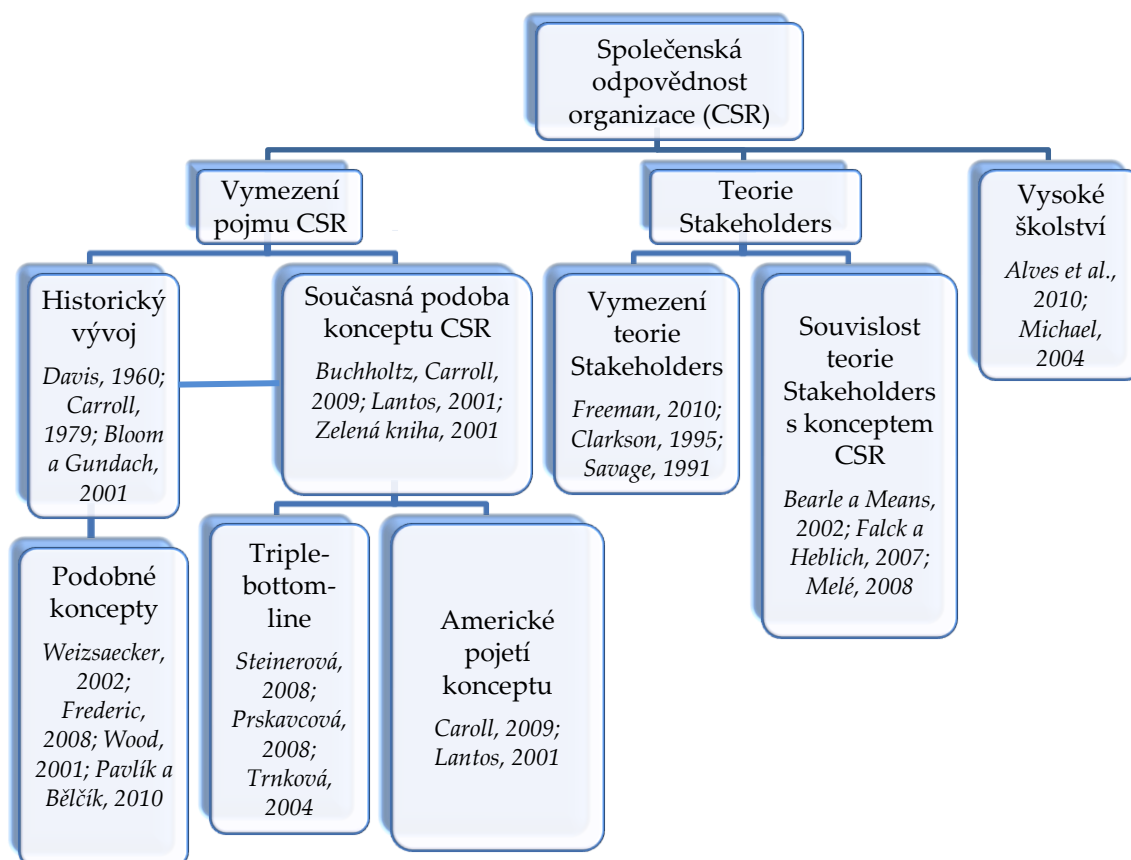 Společenská
odpovědnost
organizace (CSR)
Vymezení
pojmu CSR
Teorie
Stakeholders
Vysoké
školství
Alves et al.,
2010;
Michael,
2004
Historický
vývoj
Davis, 1960;
Carroll,
1979; Bloom
a Gundach,
2001
Současná podoba
konceptu CSR
Buchholtz, Carroll,
2009; Lantos, 2001;
Zelená kniha, 2001
Vymezení
teorie
Stakeholders
Freeman, 2010;
Clarkson, 1995;
Savage, 1991
Souvislost
teorie
Stakeholders
s konceptem
CSR
Bearle a Means,
2002; Falck a
Heblich, 2007;
Melé, 2008
Podobné
koncepty
Weizsaecker,
2002;
Frederic,
2008; Wood,
2001; Pavlík a
Bělčík, 2010
Triple-
bottom-
line
Steinerová,
2008;
Prskavcová,
2008;
Trnková,
2004
Americké
pojetí
konceptu
Caroll, 2009;
Lantos, 2001